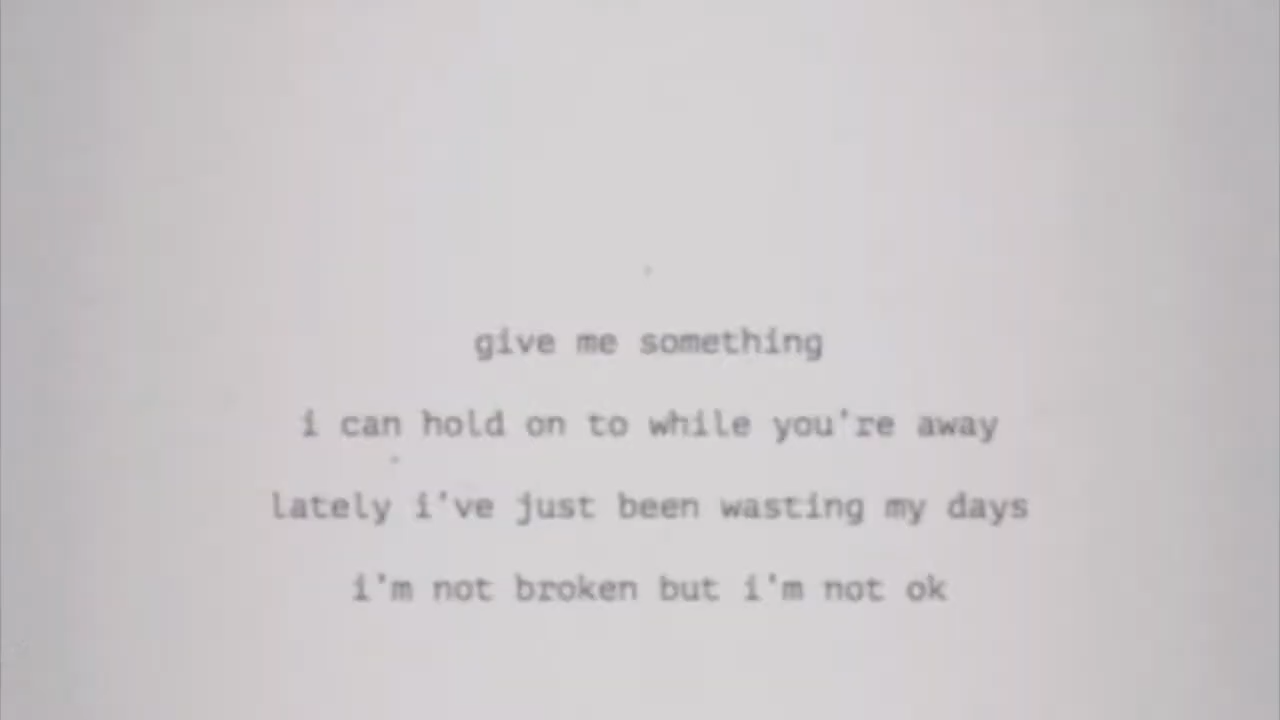 give me something
i can hold on to while you're away
lately i've just been wasting my days
i'm not broken but i'm not ok